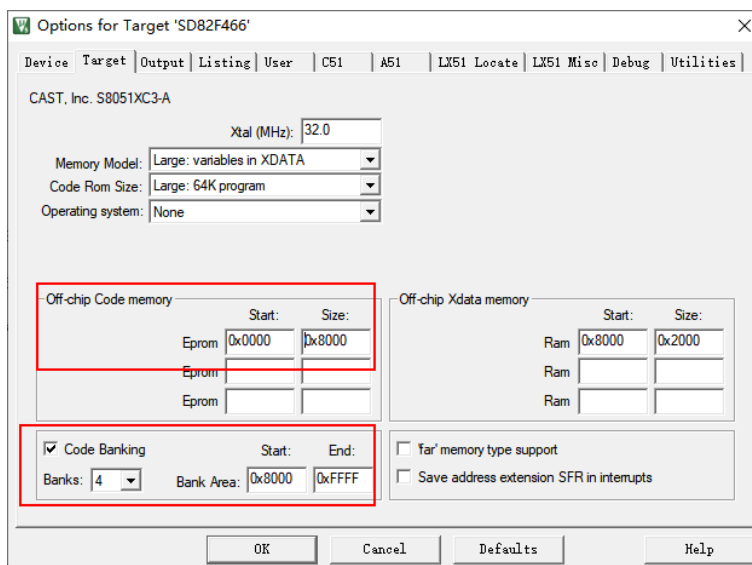 Options for Target 'SD82F466'
Device Target Output Listing User C51 A51 LX51 Locate LX51 Misc Debug Utilities
CAST, Inc. S8051XC3-A
Xtal (MHz): 32.0
Memory Model: Large: variables in XDATA
Code Rom Size: Large: 64K program
Operating system: None
Off-chip Code memory
Start: Size:
Eprom 0x0000 0x8000
Eprom
Eprom
Off-chip Xdata memory
Start: Size:
Ram 0x8000 0x2000
Ram
Ram
Code Banking Start: End:
Banks: 4 Bank Area: 0x8000 0xFFFF
'far' memory type support
Save address extension SFR in interrupts
OK Cancel Defaults Help